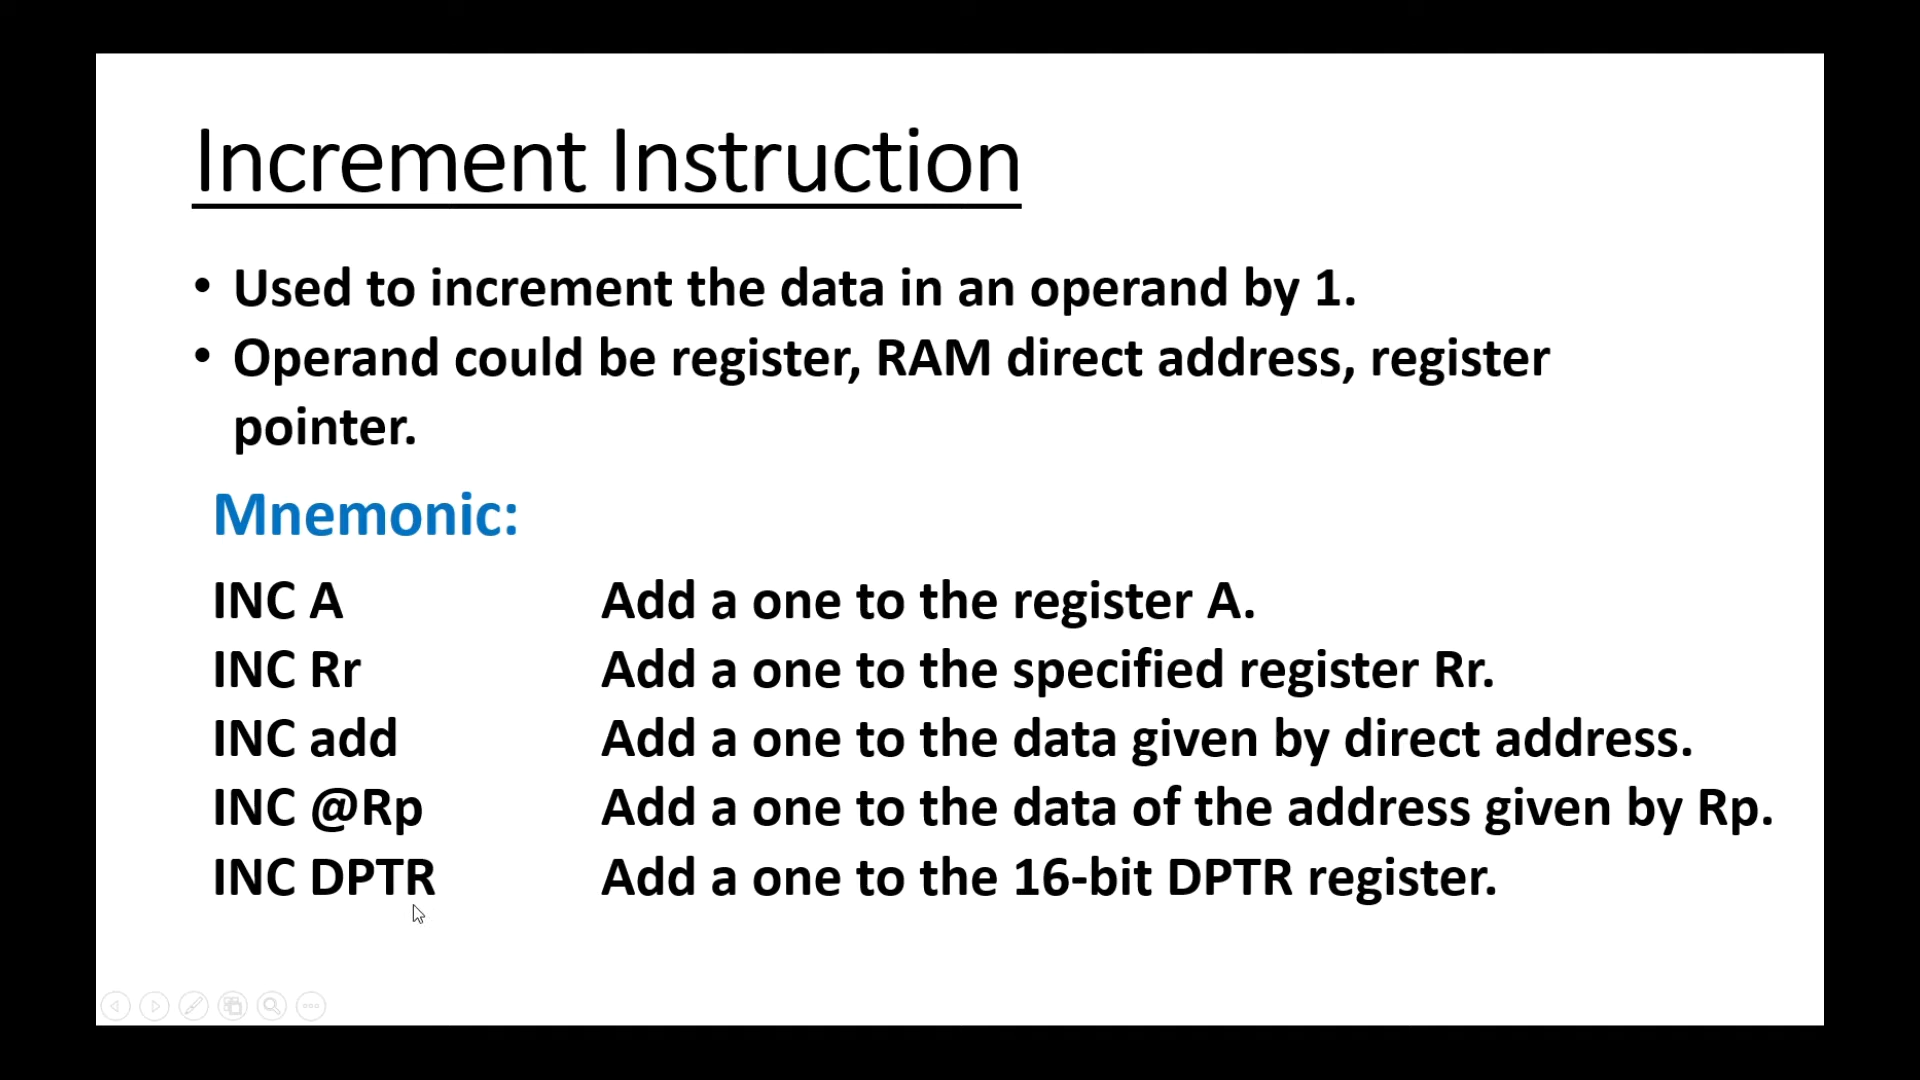 Increment Instruction
• Used to increment the data in an operand by 1.
• Operand could be register, RAM direct address, register
pointer.
Mnemonic:
INC A Add a one to the register A.
INC Rr Add a one to the specified register Rr.
INC add Add a one to the data given by direct address.
INC @Rp Add a one to the data of the address given by Rp.
INC DPTR Add a one to the 16-bit DPTR register.